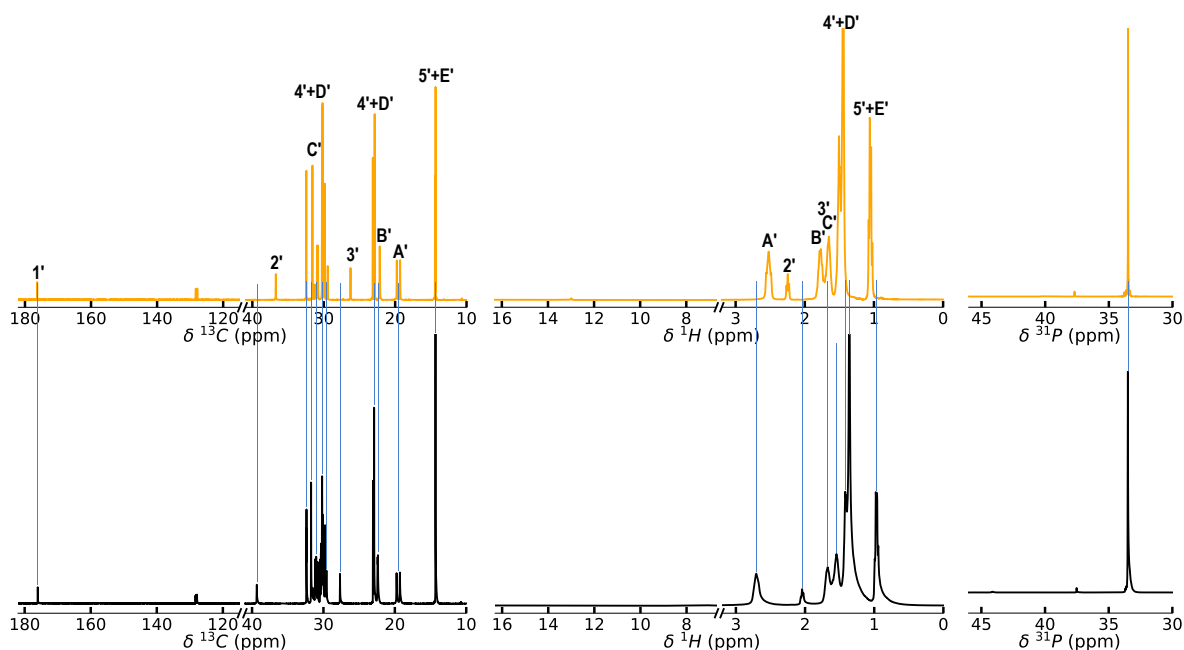 4'+D'
5'+E'
4'+D'
4'+D'
5'+E'
C'
3'
C'
B'
B'
A'
A'
3'
2'
2'
1'
180 160 140 120 40 30 20 10
δ ¹³C (ppm)
16 14 12 10 8 6 4 3 2 1 0
δ ¹H (ppm)
45 40 35 30
δ ³¹P (ppm)
180 160 140 120 40 30 20 10
δ ¹³C (ppm)
16 14 12 10 8 6 4 3 2 1 0
δ ¹H (ppm)
45 40 35 30
δ ³¹P (ppm)